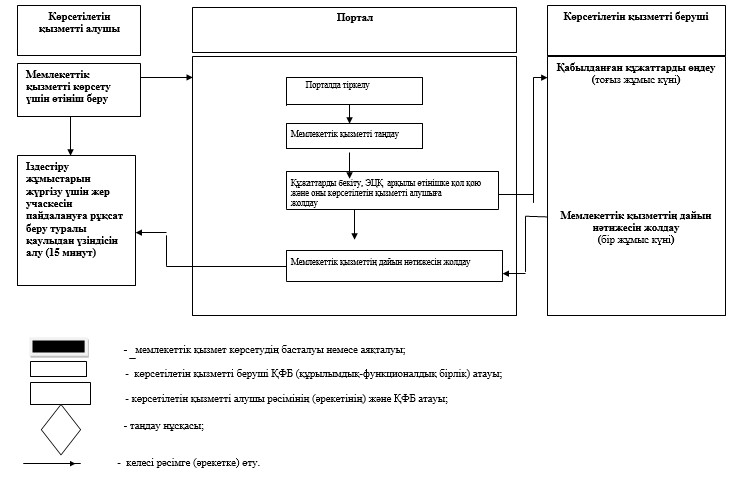 Көрсетілетін
қызметті алушы
Портал
Көрсетілетін қызметті беруші
Мемлекеттік
қызметті көрсету
үшін өтініш беру
Порталда тіркелу
Мемлекеттік қызметті таңдау
Құжаттарды бекіту, ЭЦҚ арқылы өтінішке қол қою
және оны көрсетілетін қызметті алушыға
жолдау
Мемлекеттік қызметтің дайын нәтижесін жолдау
Қабылданған құжаттарды өңдеу
(тоғыз жұмыс күні)
Мемлекеттік қызметтің дайын
нәтижесін жолдау
(бір жұмыс күні)
Іздестіру
жұмыстарын
жүргізу үшін жер
учаскесін
пайдалануға рұқсат
беру туралы
қаулыдан үзіндісін
алу (15 минут)
- мемлекеттік қызмет көрсетудің басталуы немесе аяқталуы;
- көрсетілетін қызметті беруші ҚФБ (құрылымдық-функционалдық бірлік) атауы;
- көрсетілетін қызметті алушы рәсімінің (әрекетінің) және ҚФБ атауы;
- таңдау нұсқасы;
- келесі рәсімге (әрекетке) өту.